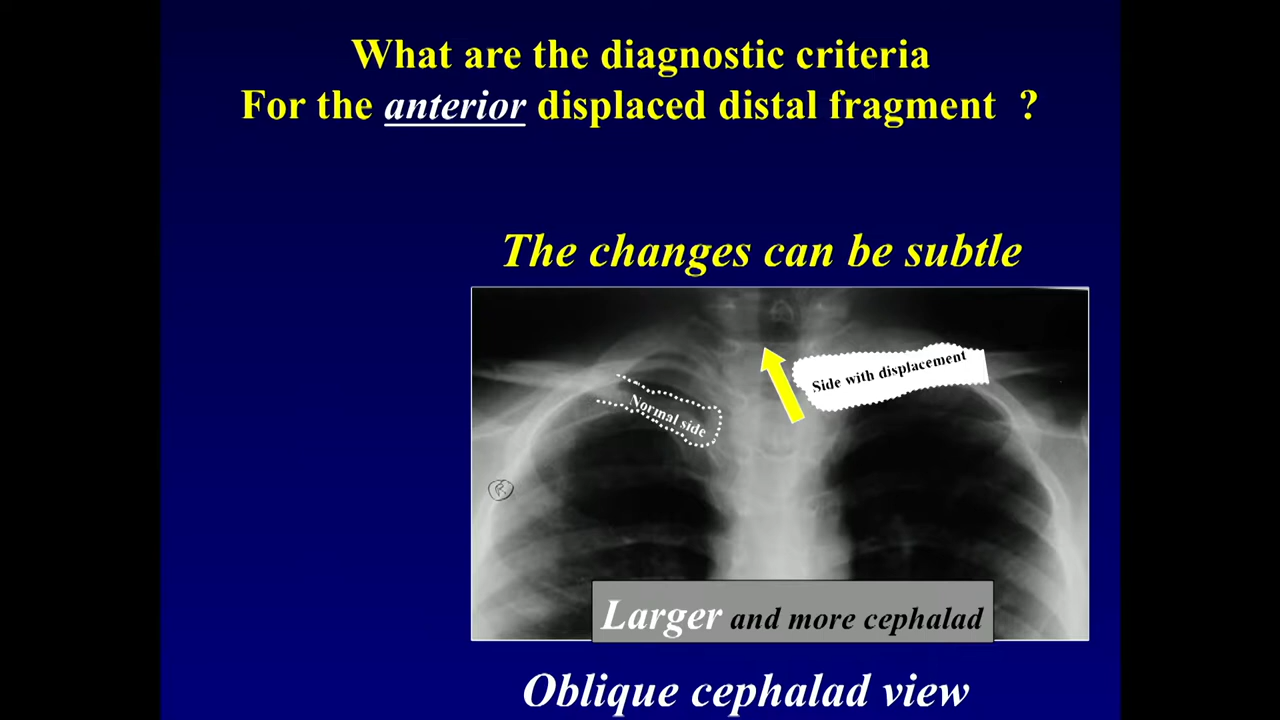 What are the diagnostic criteria
For the anterior displaced distal fragment ?
The changes can be subtle
Side with displacement
Normal side
R
Larger and more cephalad
Oblique cephalad view